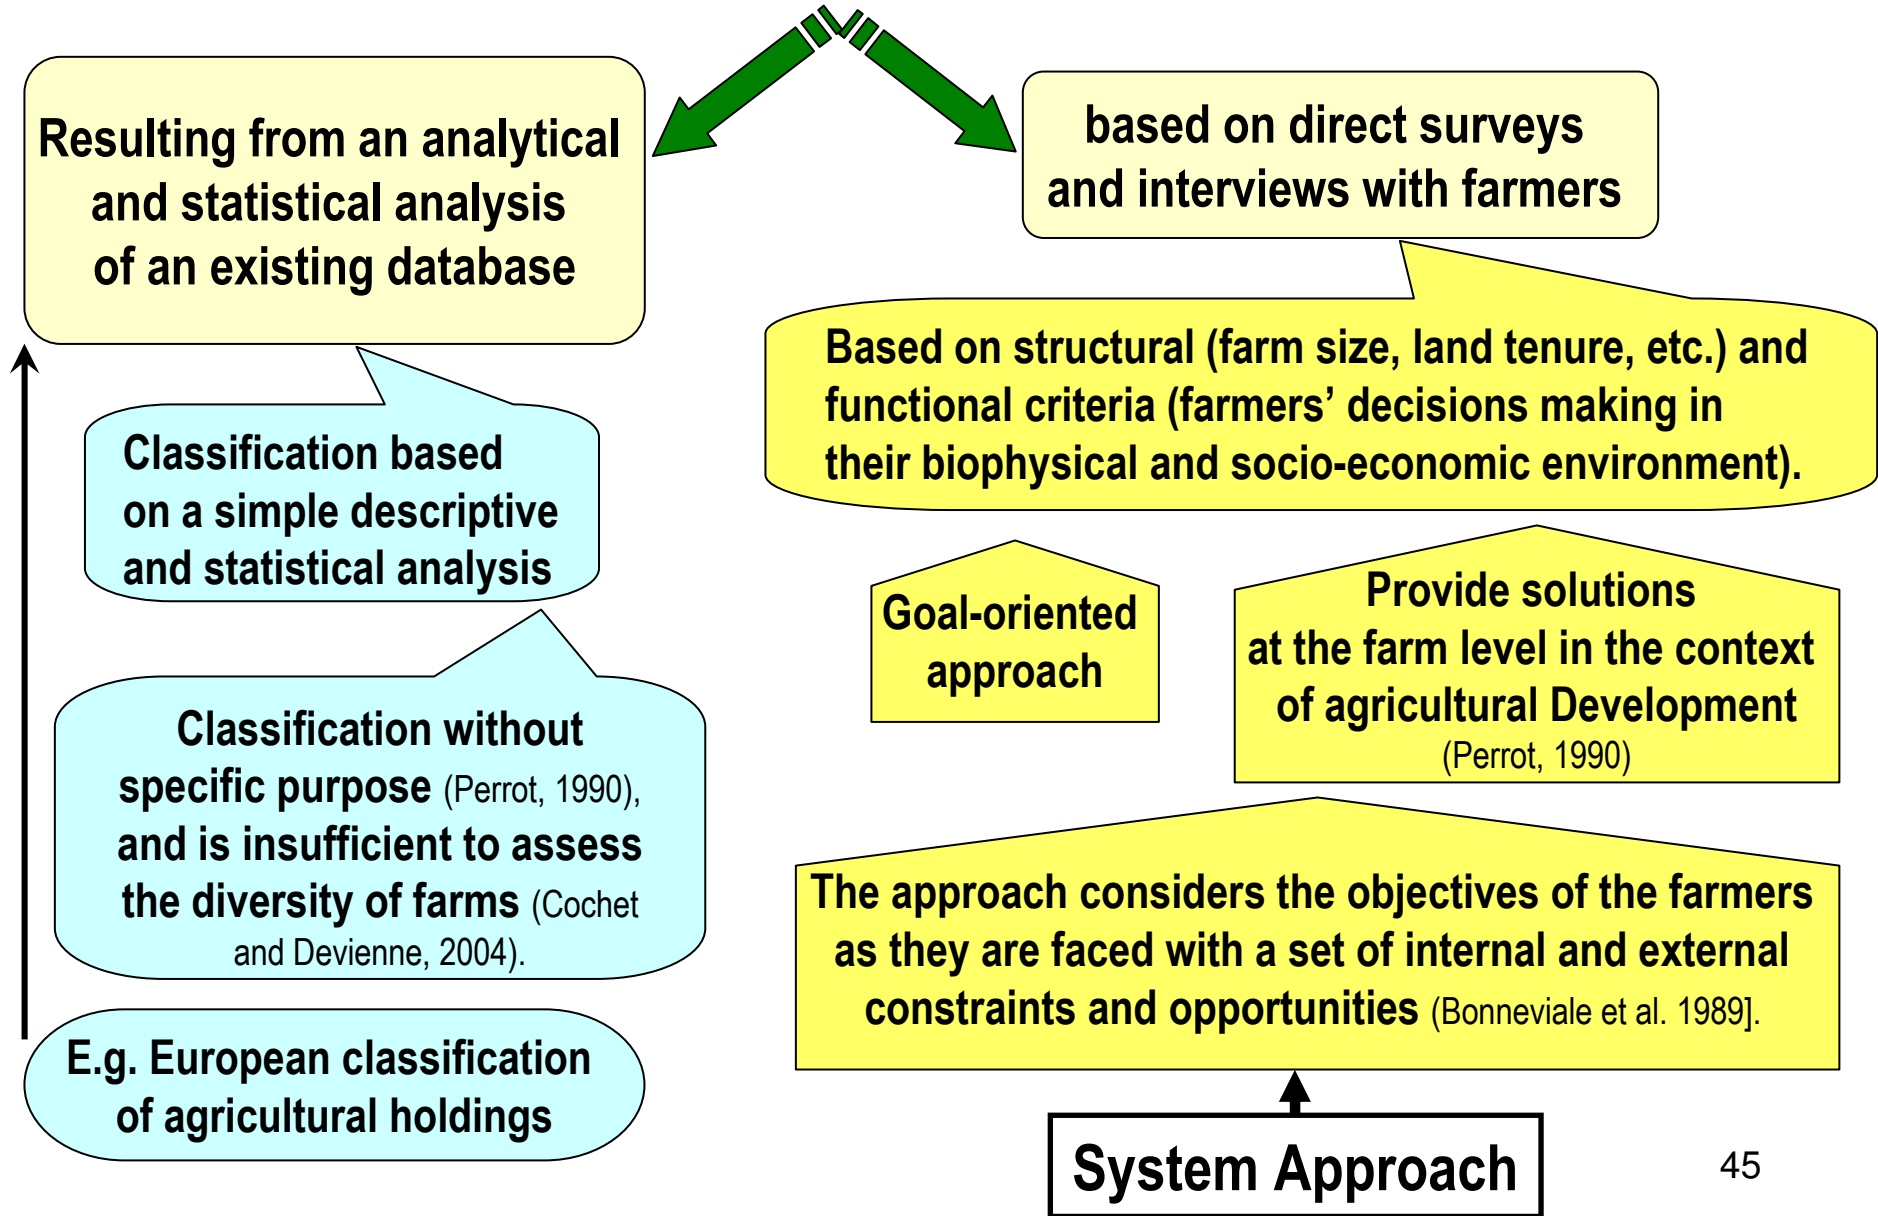 Resulting from an analytical
and statistical analysis
of an existing database
Classification based
on a simple descriptive
and statistical analysis
Classification without
specific purpose (Perrot, 1990),
and is insufficient to assess
the diversity of farms (Cochet
and Devienne, 2004).
E.g. European classification
of agricultural holdings
based on direct surveys
and interviews with farmers
Based on structural (farm size, land tenure, etc.) and
functional criteria (farmers’ decisions making in
their biophysical and socio-economic environment).
Goal-oriented
approach
Provide solutions
at the farm level in the context
of agricultural Development
(Perrot, 1990)
The approach considers the objectives of the farmers
as they are faced with a set of internal and external
constraints and opportunities (Bonneviale et al. 1989].
System Approach
45